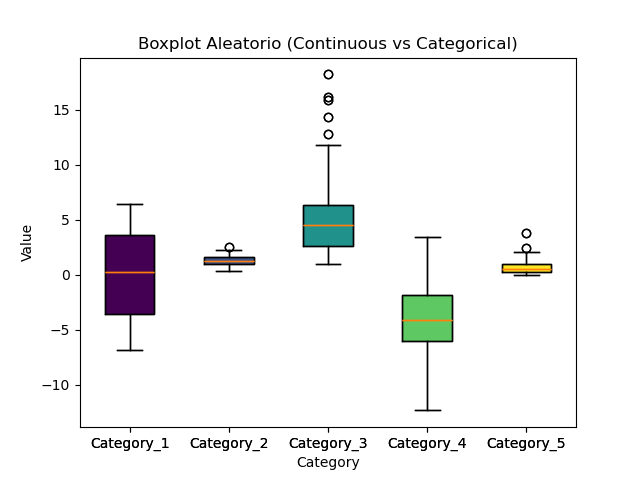 Boxplot Aleatorio (Continuous vs Categorical)
Value
15
10
5
0
−5
−10
Category_1 Category_2 Category_3 Category_4 Category_5
Category